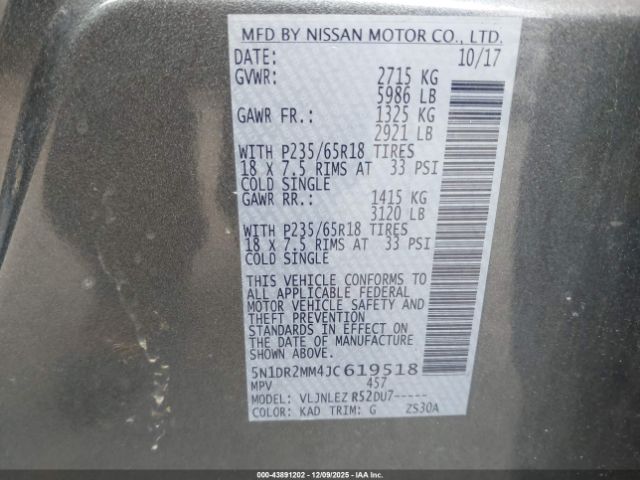 MFD BY NISSAN MOTOR CO., LTD.
DATE: 10/17
GVWR: 2715 KG
5986 LB
GAWR FR.: 1325 KG
2921 LB
WITH P235/65R18 TIRES
18 X 7.5 RIMS AT 33 PSI
COLD SINGLE
GAWR RR.: 1415 KG
3120 LB
WITH P235/65R18 TIRES
18 X 7.5 RIMS AT 33 PSI
COLD SINGLE
THIS VEHICLE CONFORMS TO
ALL APPLICABLE FEDERAL
MOTOR VEHICLE SAFETY AND
THEFT PREVENTION
STANDARDS IN EFFECT ON
THE DATE OF MANUFACTURE
SHOWN ABOVE.
5N1DR2MM4JC619518
MPV 457
MODEL: VLJNLEZ R52DU7-----
COLOR: KAD TRIM: G ZS30A
000-43891202 - 12/09/2025 - IAAI.com